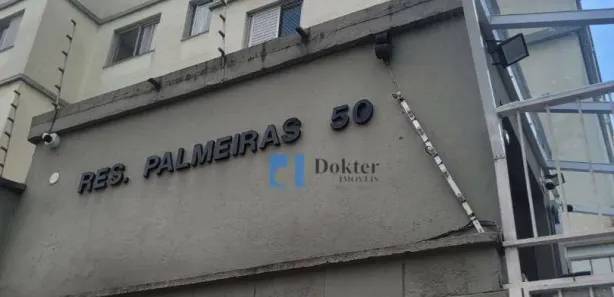 RES. PALMEIRAS 50
Dokter
IMÓVEIS